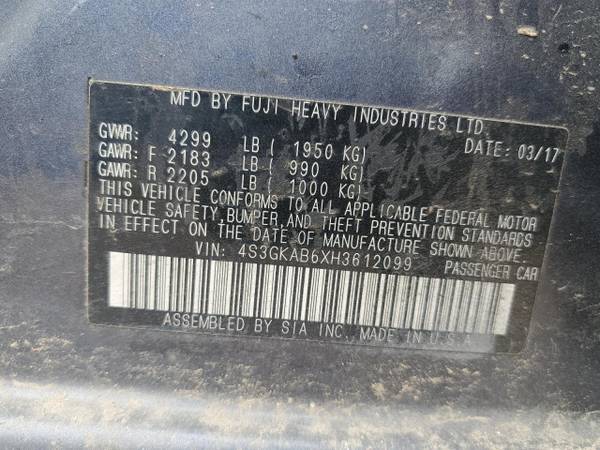 MFD BY FUJI HEAVY INDUSTRIES LTD.
GVWR: 4299 LB ( 1950 KG) DATE: 03/17
GAWR: F 2183 LB ( 990 KG)
GAWR: R 2205 LB ( 1000 KG)
THIS VEHICLE CONFORMS TO ALL APPLICABLE FEDERAL MOTOR
VEHICLE SAFETY, BUMPER, AND THEFT PREVENTION STANDARDS
IN EFFECT ON THE DATE OF MANUFACTURE SHOWN ABOVE.
VIN: 4S3GKAB6XH3612099 PASSENGER CAR
ASSEMBLED BY SIA INC., MADE IN U.S.A.